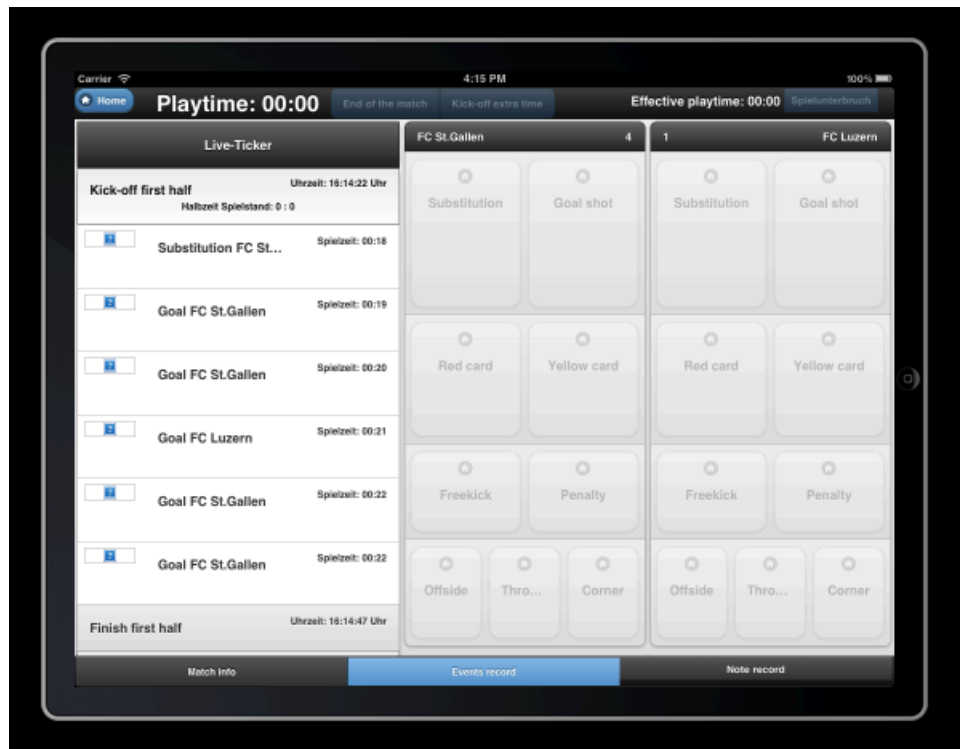 Carrier 4:15 PM 100%
Home Playtime: 00:00 End of the match Kick-off extra time Effective playtime: 00:00 Spielunterbruch
Live-Ticker
Kick-off first half Uhrzeit: 16:14:22 Uhr
Halbzeit Spielstand: 0 : 0
Substitution FC St... Spielzeit: 00:18
Goal FC St.Gallen Spielzeit: 00:19
Goal FC St.Gallen Spielzeit: 00:20
Goal FC Luzern Spielzeit: 00:21
Goal FC St.Gallen Spielzeit: 00:22
Goal FC St.Gallen Spielzeit: 00:22
Finish first half Uhrzeit: 16:14:47 Uhr
FC St.Gallen 4
Substitution Goal shot
Red card Yellow card
Freekick Penalty
Offside Thro... Corner
1 FC Luzern
Substitution Goal shot
Red card Yellow card
Freekick Penalty
Offside Thro... Corner
Match info Events record Note record